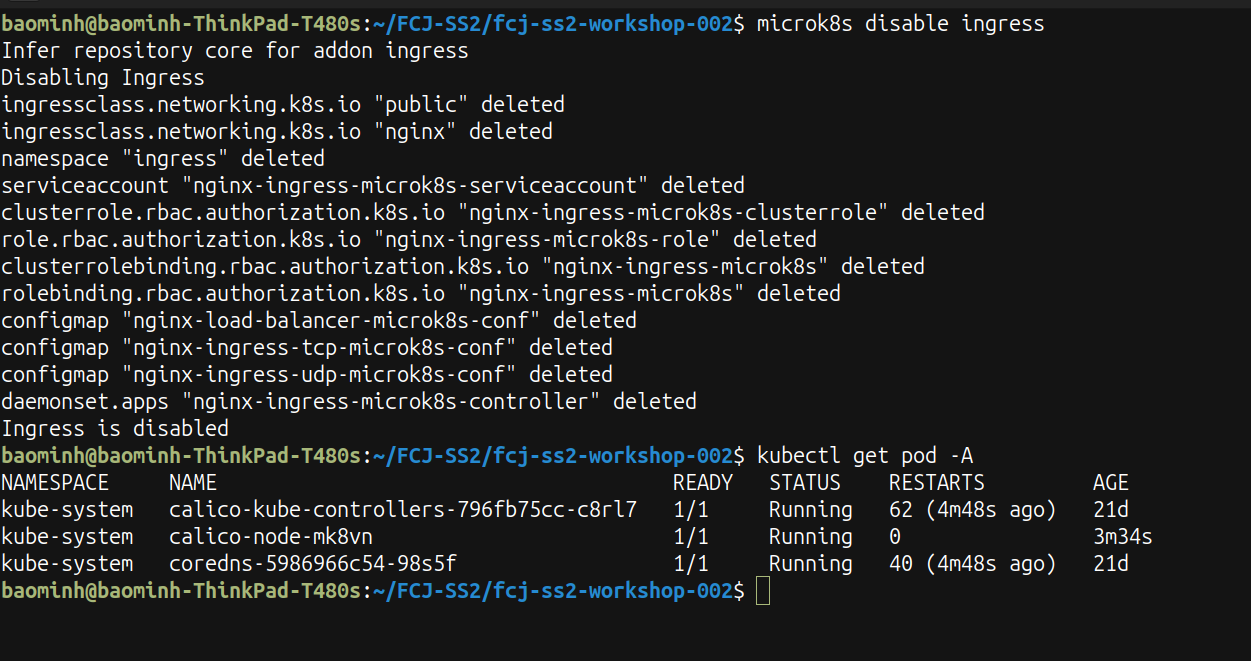 baominh@baominh-ThinkPad-T480s:~/FCJ-SS2/fcj-ss2-workshop-002$ microk8s disable ingress
Infer repository core for addon ingress
Disabling Ingress
ingressclass.networking.k8s.io "public" deleted
ingressclass.networking.k8s.io "nginx" deleted
namespace "ingress" deleted
serviceaccount "nginx-ingress-microk8s-serviceaccount" deleted
clusterrole.rbac.authorization.k8s.io "nginx-ingress-microk8s-clusterrole" deleted
role.rbac.authorization.k8s.io "nginx-ingress-microk8s-role" deleted
clusterrolebinding.rbac.authorization.k8s.io "nginx-ingress-microk8s" deleted
rolebinding.rbac.authorization.k8s.io "nginx-ingress-microk8s" deleted
configmap "nginx-load-balancer-microk8s-conf" deleted
configmap "nginx-ingress-tcp-microk8s-conf" deleted
configmap "nginx-ingress-udp-microk8s-conf" deleted
daemonset.apps "nginx-ingress-microk8s-controller" deleted
Ingress is disabled
baominh@baominh-ThinkPad-T480s:~/FCJ-SS2/fcj-ss2-workshop-002$ kubectl get pod -A
NAMESPACE     NAME                                      READY   STATUS    RESTARTS         AGE
kube-system   calico-kube-controllers-796fb75cc-c8rl7   1/1     Running   62 (4m48s ago)   21d
kube-system   calico-node-mk8vn                         1/1     Running   0                3m34s
kube-system   coredns-5986966c54-98s5f                  1/1     Running   40 (4m48s ago)   21d
baominh@baominh-ThinkPad-T480s:~/FCJ-SS2/fcj-ss2-workshop-002$